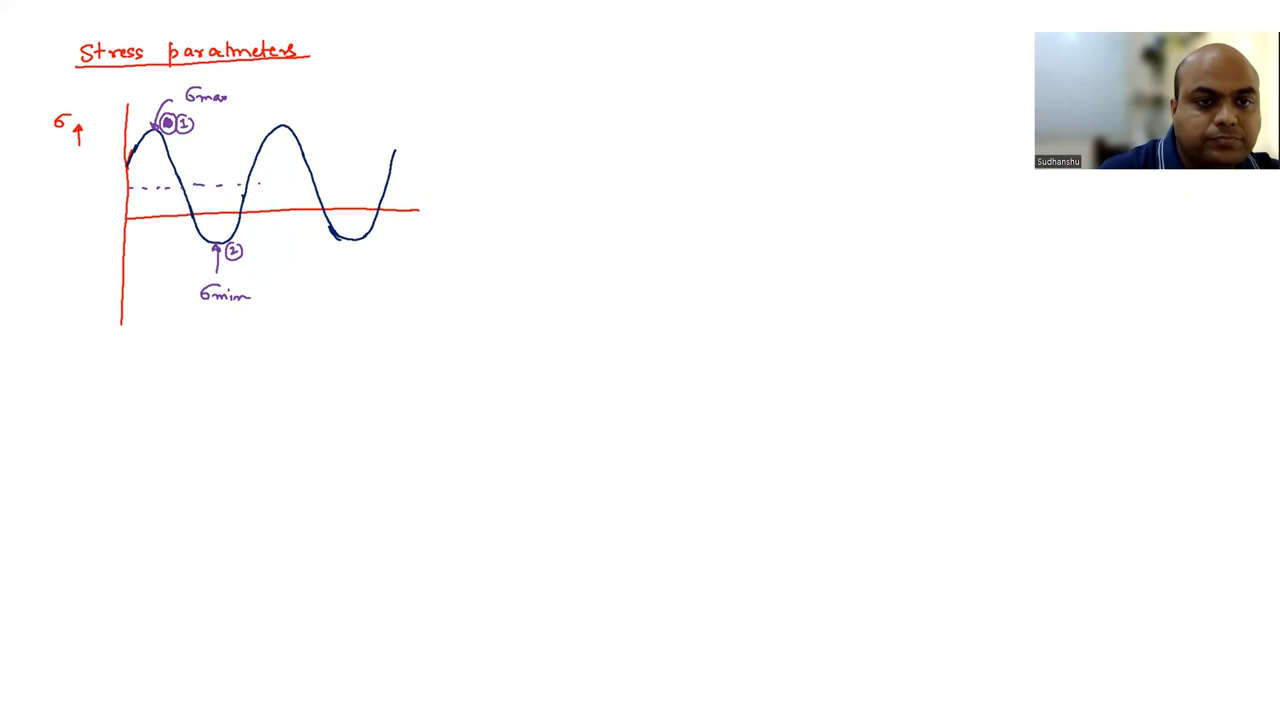 Stress parameters
σmax
σ
①
②
σmin
Sudhanshu